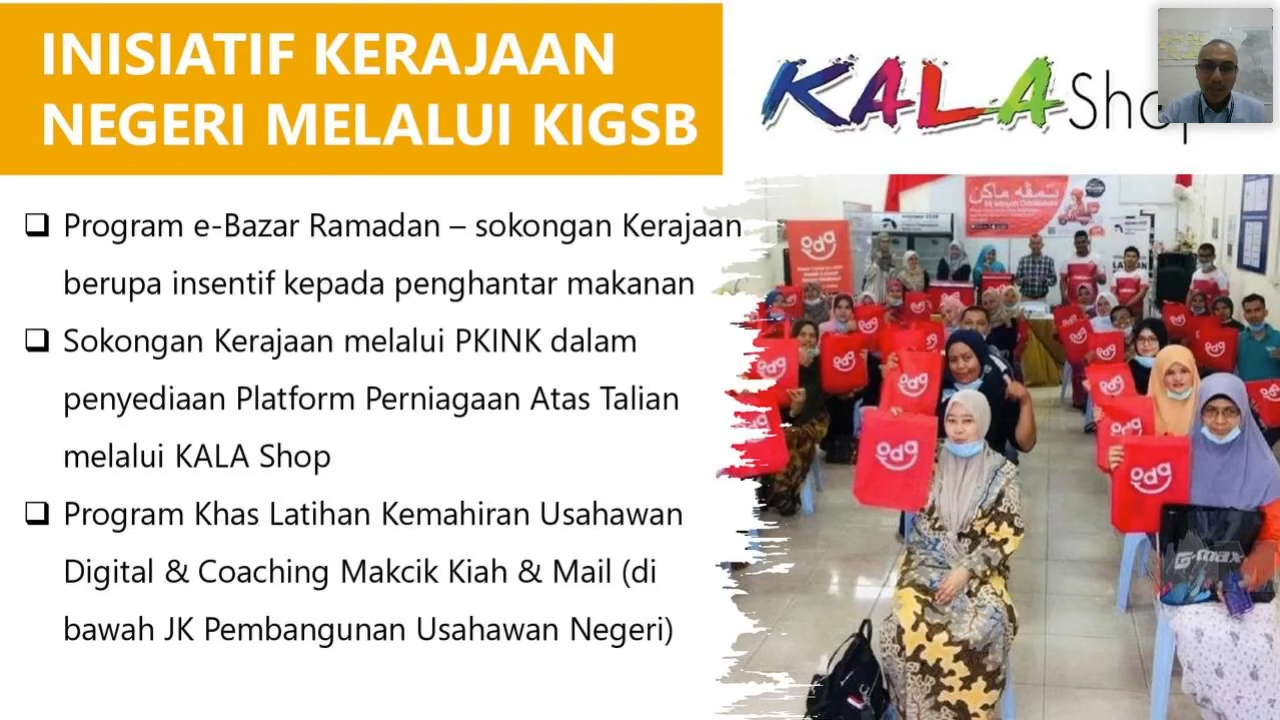 INISIATIF KERAJAAN
NEGERI MELALUI KIGSB
KALA
Program e-Bazar Ramadan – sokongan Kerajaan
berupa insentif kepada penghantar makanan
Sokongan Kerajaan melalui PKINK dalam
penyediaan Platform Perniagaan Atas Talian
melalui KALA Shop
Program Khas Latihan Kemahiran Usahawan
Digital & Coaching Makcik Kiah & Mail (di
bawah JK Pembangunan Usahawan Negeri)
odg
odg
odg
G-max